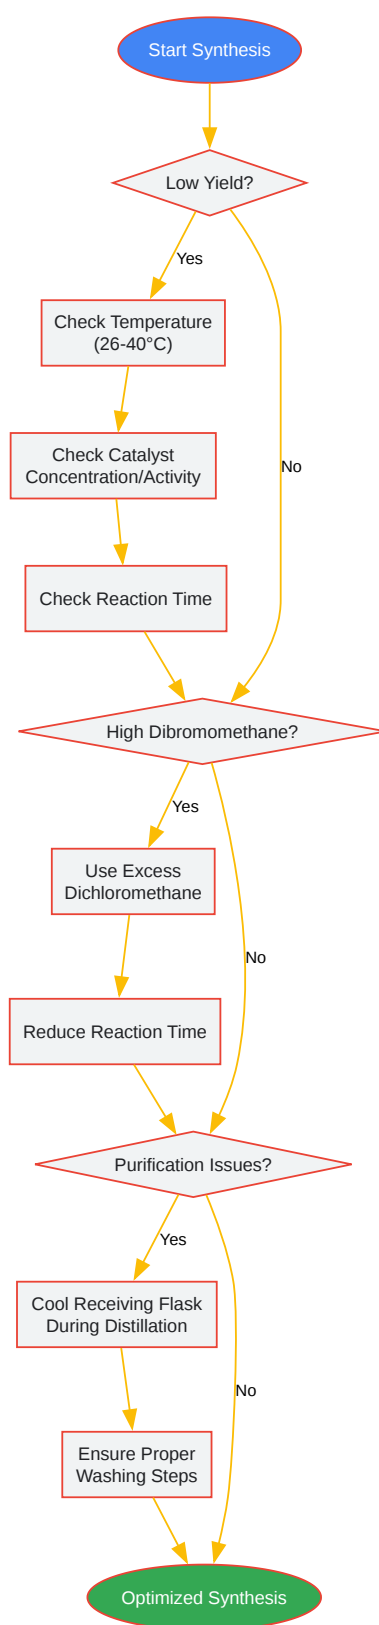 Start Synthesis
Low Yield?
Yes
Check Temperature
(26-40°C)
Check Catalyst
Concentration/Activity
No
Check Reaction Time
High Dibromomethane?
Yes
Use Excess
Dichloromethane
No
Reduce Reaction Time
Purification Issues?
Yes
Cool Receiving Flask
During Distillation
No
Ensure Proper
Washing Steps
Optimized Synthesis